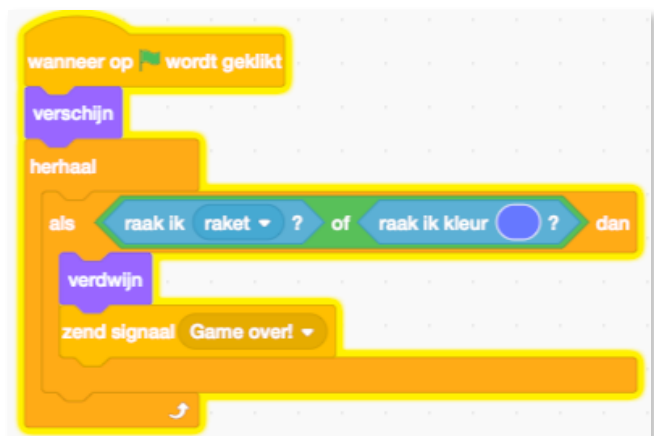 wanneer op wordt geklikt
verschijn
herhaal
als raak ik raket ? of raak ik kleur ? dan
verdwijn
zend signaal Game over!